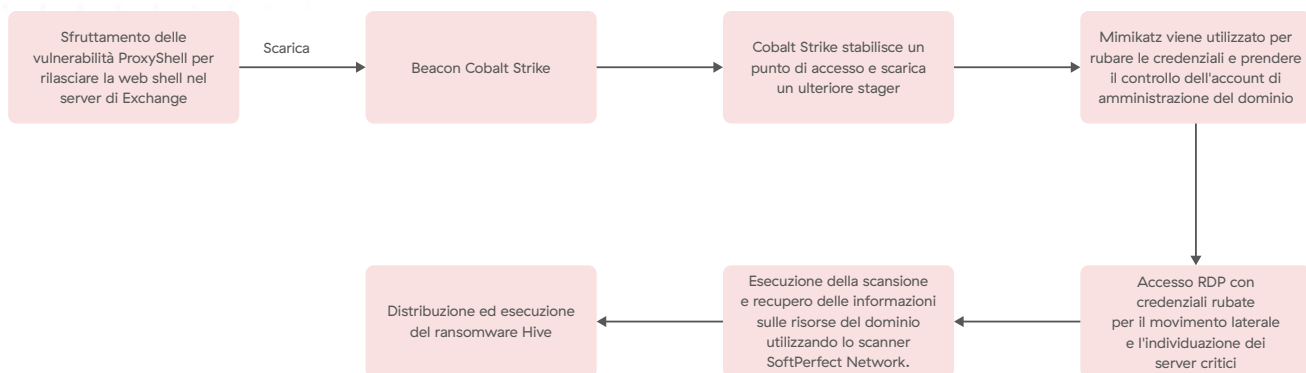 Sfruttamento delle
vulnerabilità ProxyShell per
rilasciare la web shell nel
server di Exchange
Scarica
Beacon Cobalt Strike
Cobalt Strike stabilisce un
punto di accesso e scarica
un ulteriore stager
Mimikatz viene utilizzato per
rubare le credenziali e prendere
il controllo dell'account di
amministrazione del dominio
Accesso RDP con
credenziali rubate
per il movimento laterale
e l'individuazione dei
server critici
Esecuzione della scansione
e recupero delle informazioni
sulle risorse del dominio
utilizzando lo scanner
SoftPerfect Network.
Distribuzione ed esecuzione
del ransomware Hive